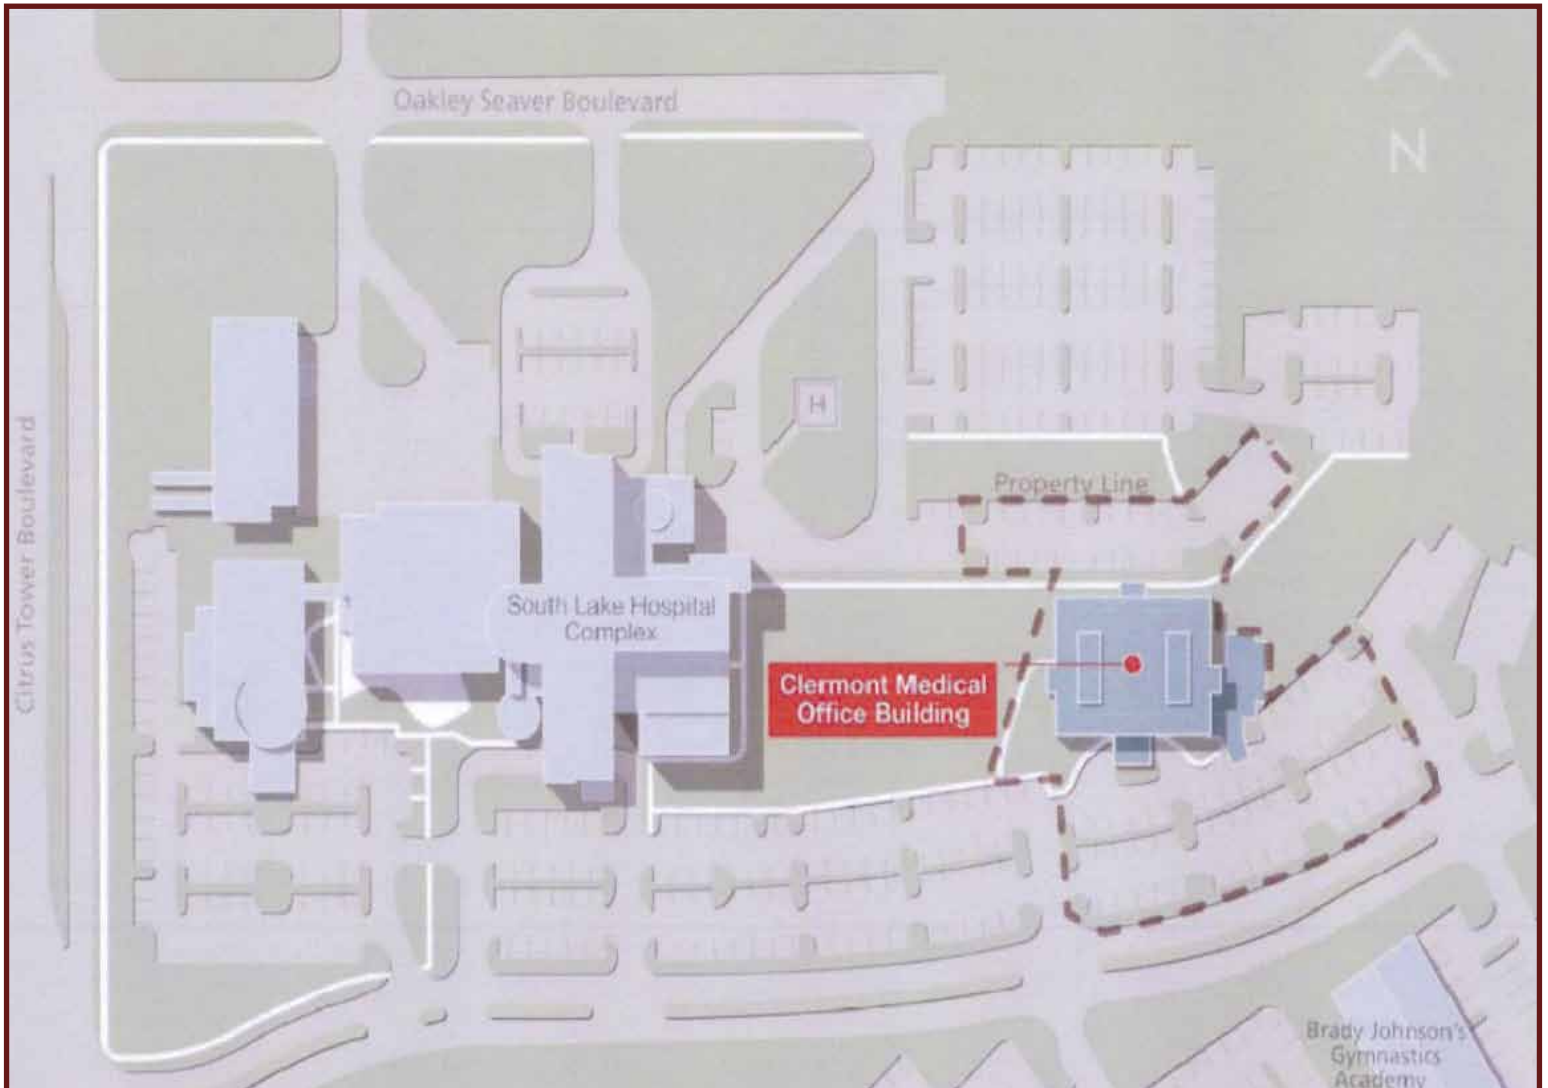 Oakley Seaver Boulevard
N
H
Property Line
Citrus Tower Boulevard
South Lake Hospital
Complex
Clermont Medical
Office Building
Brady Johnson's
Gymnastics
Academy